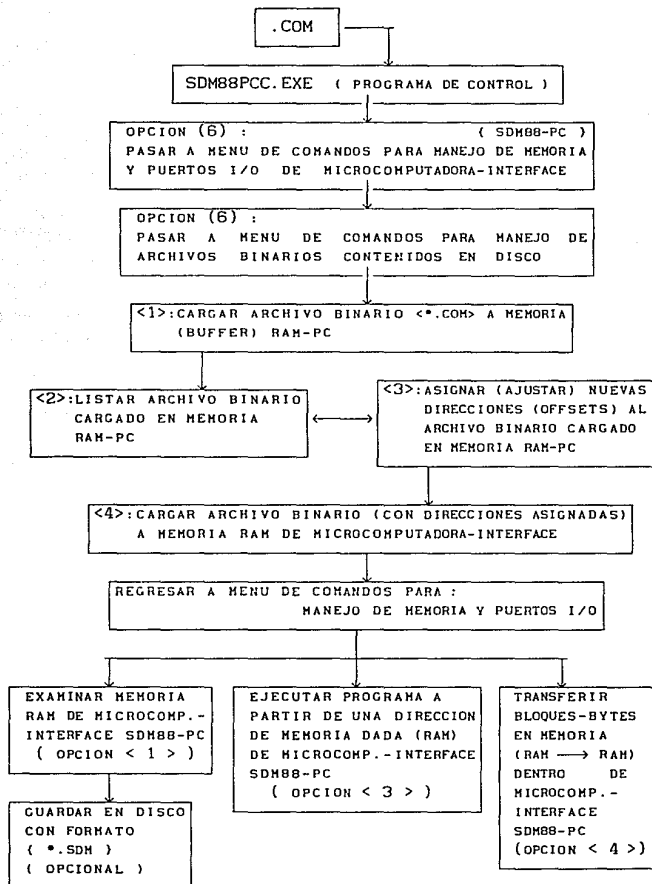 .COM
SDM88PCC.EXE ( PROGRAMA DE CONTROL )
OPCION (6) : ( SDM88-PC )
PASAR A MENU DE COMANDOS PARA MANEJO DE MEMORIA
Y PUERTOS I/O DE MICROCOMPUTADORA-INTERFACE
OPCION (6) :
PASAR A MENU DE COMANDOS PARA MANEJO DE
ARCHIVOS BINARIOS CONTENIDOS EN DISCO
<1>:CARGAR ARCHIVO BINARIO <*.COM> A MEMORIA
(BUFFER) RAM-PC
<2>:LISTAR ARCHIVO BINARIO
CARGADO EN MEMORIA
RAM-PC
<3>:ASIGNAR (AJUSTAR) NUEVAS
DIRECCIONES (OFFSETS) AL
ARCHIVO BINARIO CARGADO
EN MEMORIA RAM-PC
<4>:CARGAR ARCHIVO BINARIO (CON DIRECCIONES ASIGNADAS)
A MEMORIA RAM DE MICROCOMPUTADORA-INTERFACE
REGRESAR A MENU DE COMANDOS PARA :
MANEJO DE MEMORIA Y PUERTOS I/O
EXAMINAR MEMORIA
RAM DE MICROCOMP.-
INTERFACE SDM88-PC
( OPCION < 1 > )
GUARDAR EN DISCO
CON FORMATO
( *.SDM )
( OPCIONAL )
EJECUTAR PROGRAMA A
PARTIR DE UNA DIRECCION
DE MEMORIA DADA (RAM)
DE MICROCOMP.-INTERFACE
SDM88-PC
( OPCION < 3 > )
TRANSFERIR
BLOQUES-BYTES
EN MEMORIA
(RAM ⟶ RAM)
DENTRO DE
MICROCOMP.-
INTERFACE
SDM88-PC
(OPCION < 4 >)